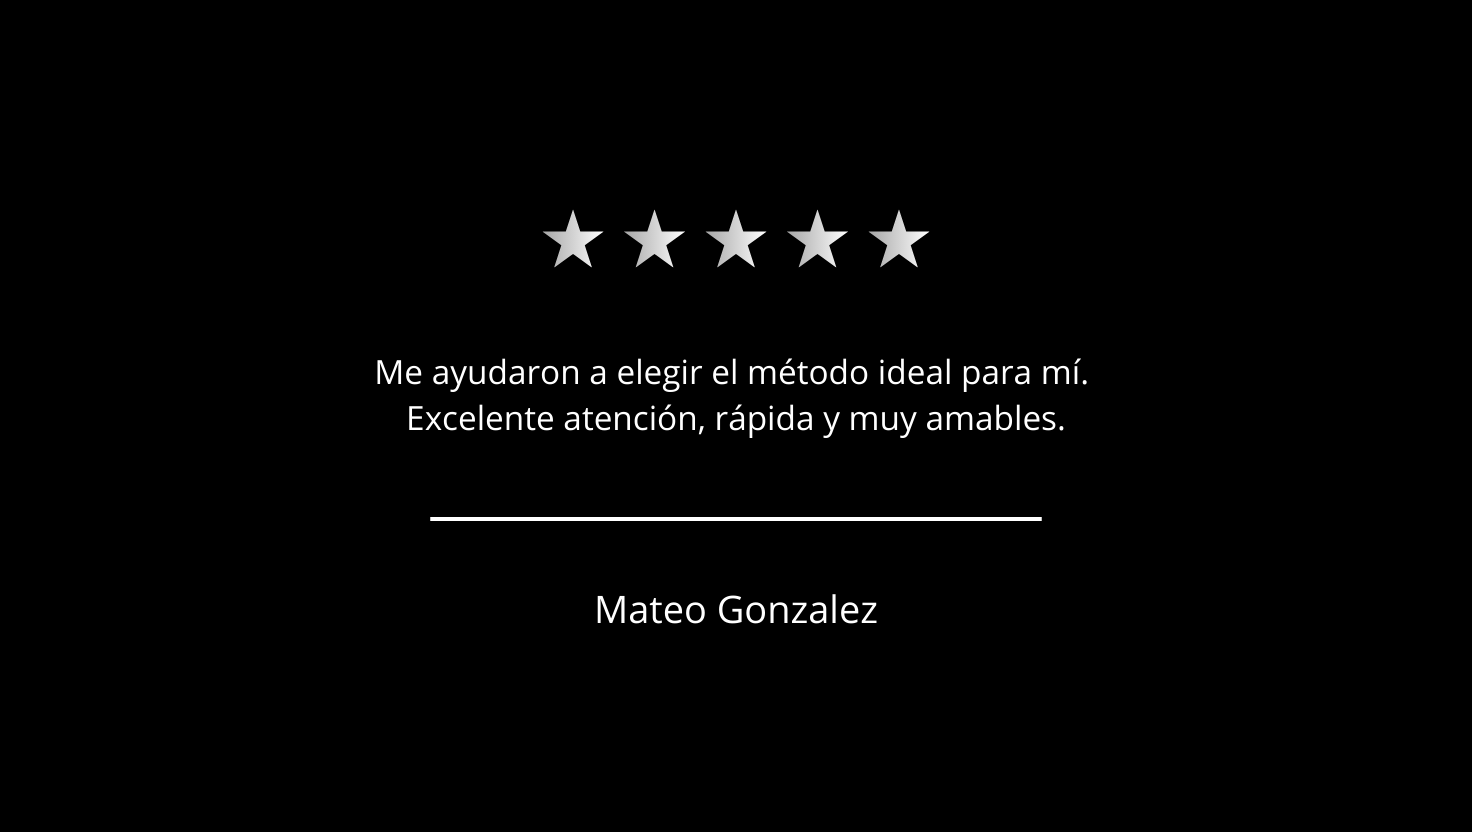 Me ayudaron a elegir el método ideal para mí.
Excelente atención, rápida y muy amables.
Mateo Gonzalez